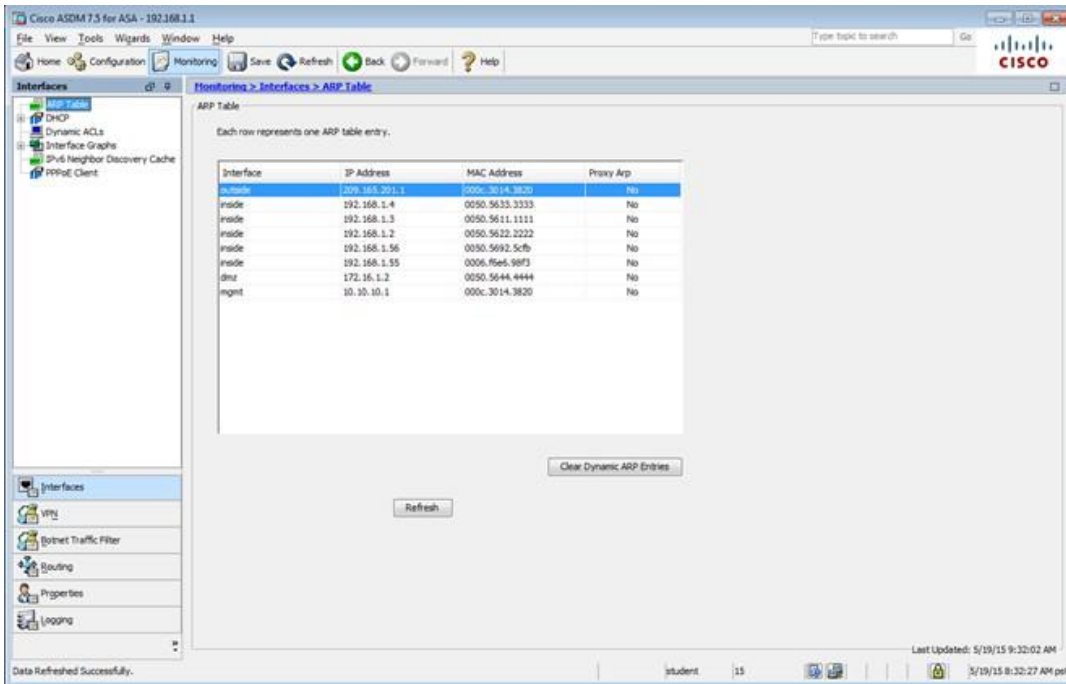 Cisco ASDM 7.5 for ASA - 192.168.1.1
File View Tools Wizards Window Help
Type topic to search Go
Home Configuration Monitoring Save Refresh Back Forward Help
CISCO
Interfaces
Monitoring > Interfaces > ARP Table
ARP Table
DHCP
Dynamic ACLs
Interface Graphs
IPv6 Neighbor Discovery Cache
PPPoE Client
ARP Table
Each row represents one ARP table entry.
Interface IP Address MAC Address Proxy Arp
outside 209.165.201.1 000c.3014.3820 No
inside 192.168.1.4 0050.5633.3333 No
inside 192.168.1.3 0050.5611.1111 No
inside 192.168.1.2 0050.5622.2222 No
inside 192.168.1.56 0050.5692.5cfb No
inside 192.168.1.55 0006.f6e6.98f3 No
dmz 172.16.1.2 0050.5644.4444 No
mgmt 10.10.10.1 000c.3014.3820 No
Clear Dynamic ARP Entries
Refresh
Interfaces
VPN
Botnet Traffic Filter
Routing
Properties
Logging
Last Updated: 5/19/15 9:32:02 AM
Data Refreshed Successfully.
student 15 5/19/15 8:32:27 AM